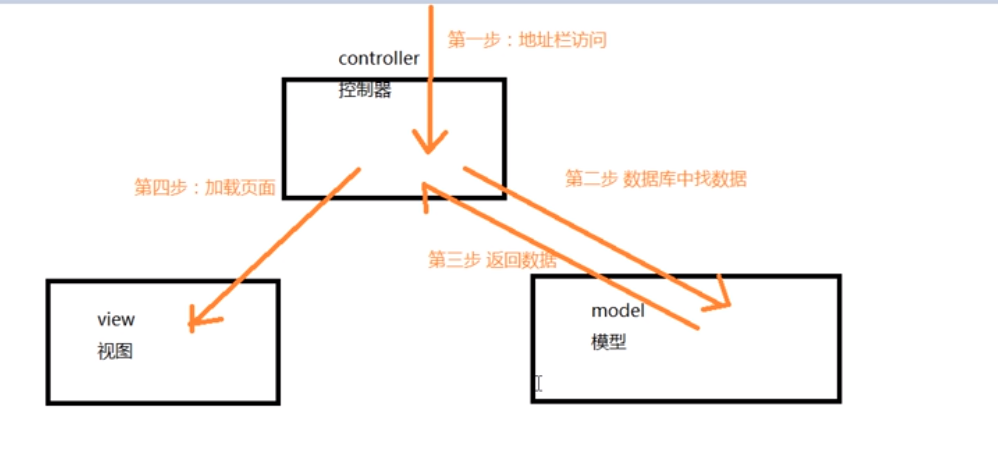 第一步：地址栏访问
controller
控制器
第二步 数据库中找数据
第四步：加载页面
第三步 返回数据
model
view
模型
视图